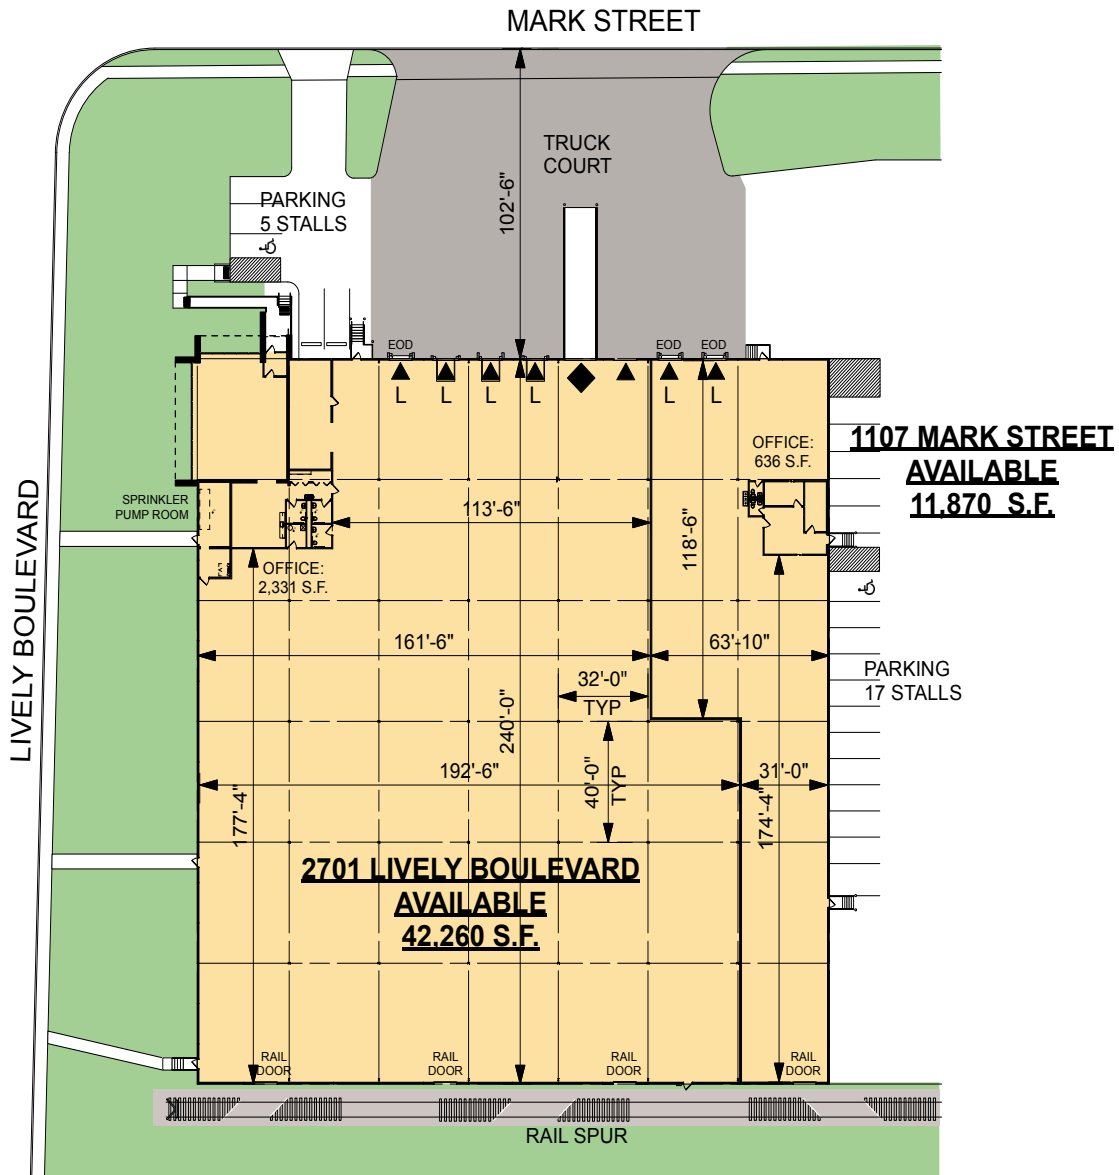 MARK STREET
TRUCK
COURT
102'-6"
PARKING
5 STALLS
EOD
EOD
EOD
L
L
L
L
L
L
OFFICE:
636 S.F.
1107 MARK STREET
AVAILABLE
11,870 S.F.
SPRINKLER
PUMP ROOM
113'-6"
118'-6"
OFFICE:
2,331 S.F.
LIVELY BOULEVARD
161'-6"
63'-10"
32'-0"
TYP
PARKING
17 STALLS
240'-0"
40'-0"
TYP
192'-6"
31'-0"
177'-4"
174'-4"
2701 LIVELY BOULEVARD
AVAILABLE
42,260 S.F.
RAIL
DOOR
RAIL
DOOR
RAIL
DOOR
RAIL
DOOR
RAIL SPUR